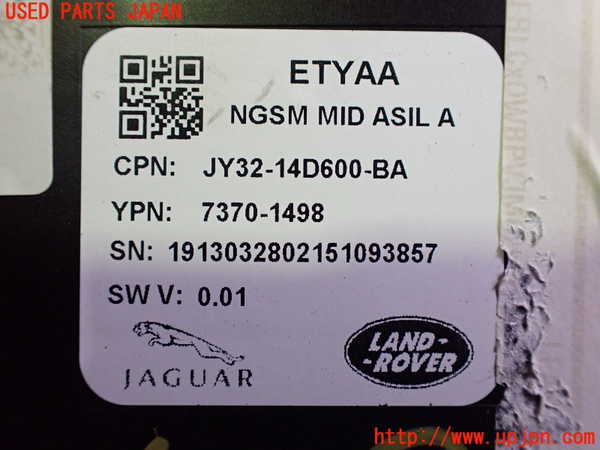 USED PARTS JAPAN
ETYAA
NGSM MID ASIL A
CPN: JY32-14D600-BA
YPN: 7370-1498
SN: 1913032802151093857
SW V: 0.01
JAGUAR
LAND-
-ROVER
http://www.upjpn.com